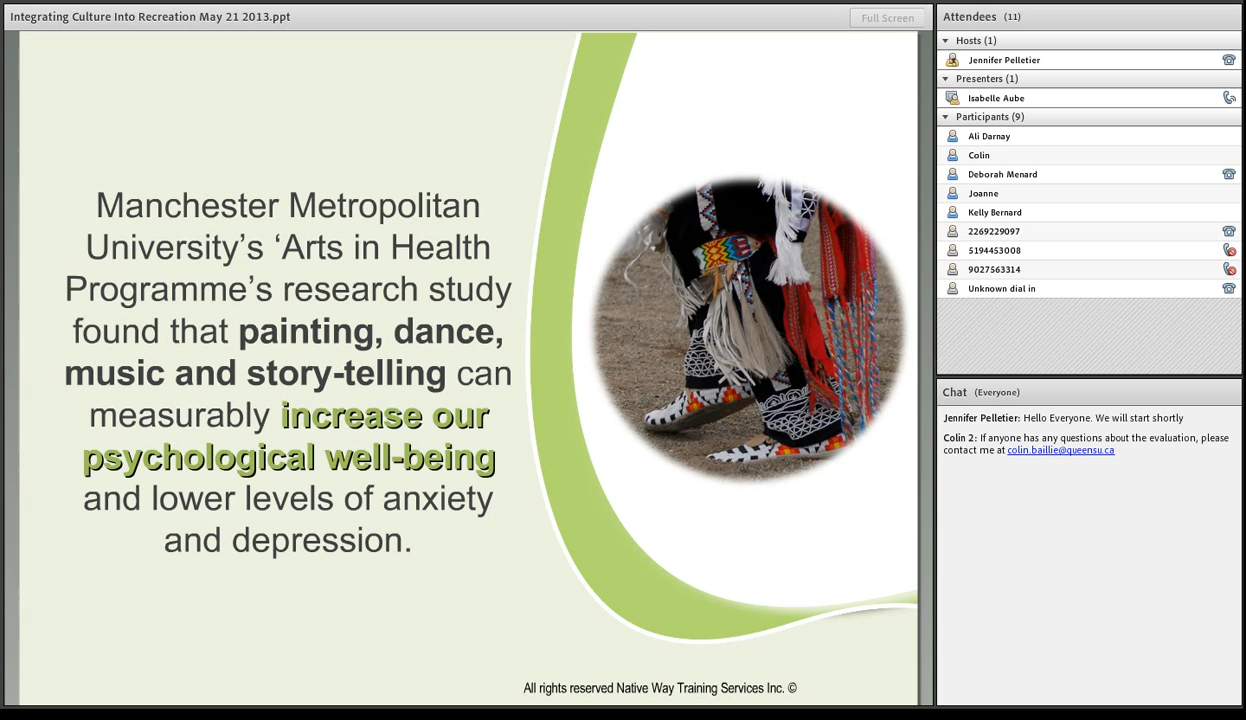 Integrating Culture Into Recreation May 21 2013.ppt
Full Screen
Manchester Metropolitan
University’s ‘Arts in Health
Programme’s research study
found that painting, dance,
music and story-telling can
measurably increase our
psychological well-being
and lower levels of anxiety
and depression.
All rights reserved Native Way Training Services Inc. ©
Attendees (11)
Hosts (1)
Jennifer Pelletier
Presenters (1)
Isabelle Aube
Participants (9)
Ali Darnay
Colin
Deborah Menard
Joanne
Kelly Bernard
2269229097
5194453008
9027563314
Unknown dial in
Chat (Everyone)
Jennifer Pelletier: Hello Everyone. We will start shortly
Colin 2: If anyone has any questions about the evaluation, please
contact me at colin.baillie@queensu.ca